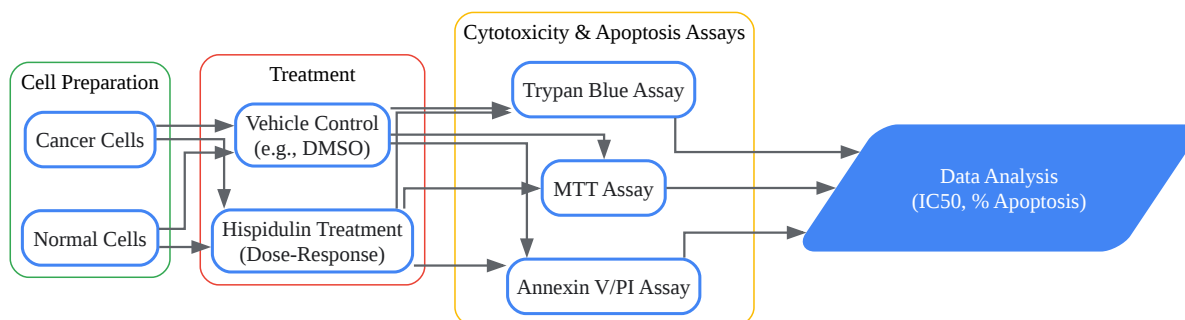 Cell Preparation
Cancer Cells
Normal Cells
Treatment
Vehicle Control
(e.g., DMSO)
Hispidulin Treatment
(Dose-Response)
Cytotoxicity & Apoptosis Assays
Trypan Blue Assay
MTT Assay
Annexin V/PI Assay
Data Analysis
(IC50, % Apoptosis)